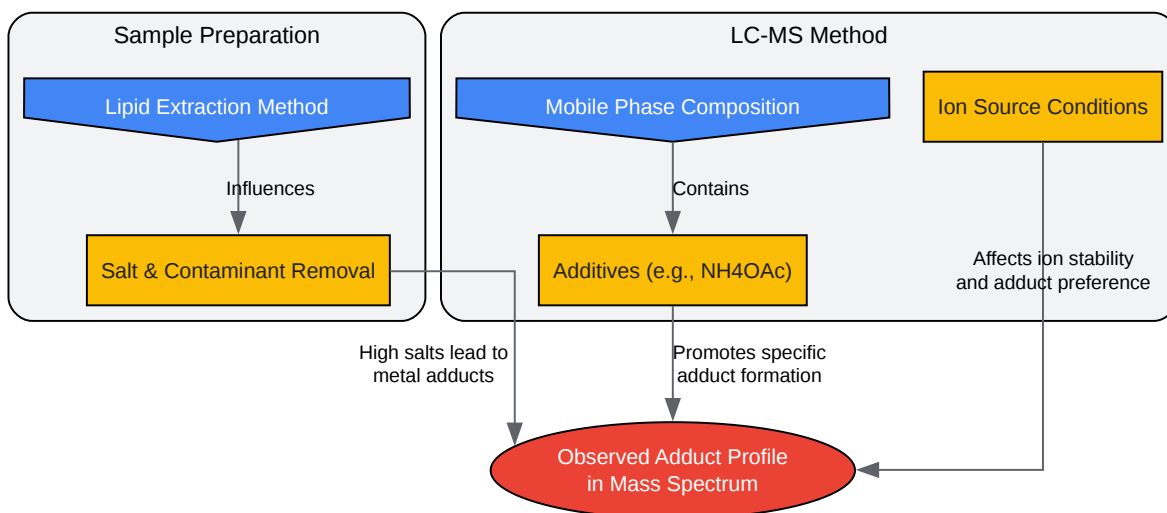 Sample Preparation
Lipid Extraction Method
Influences
Salt & Contaminant Removal
High salts lead to
metal adducts
LC-MS Method
Mobile Phase Composition
Contains
Additives (e.g., NH4OAc)
Promotes specific
adduct formation
Ion Source Conditions
Affects ion stability
and adduct preference
Observed Adduct Profile
in Mass Spectrum